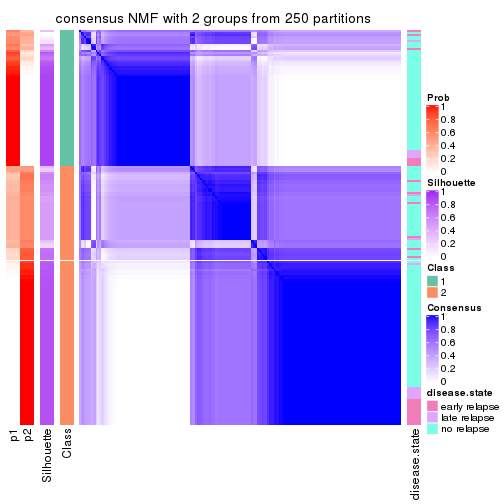 consensus NMF with 2 groups from 250 partitions
Prob
1
0.8
0.6
0.4
0.2
0
Silhouette
1
0.8
0.6
0.4
0.2
0
Class
1
2
Consensus
1
0.8
0.6
0.4
0.2
0
disease.state
early relapse
late relapse
no relapse
p1
p2
Silhouette
Class
disease.state